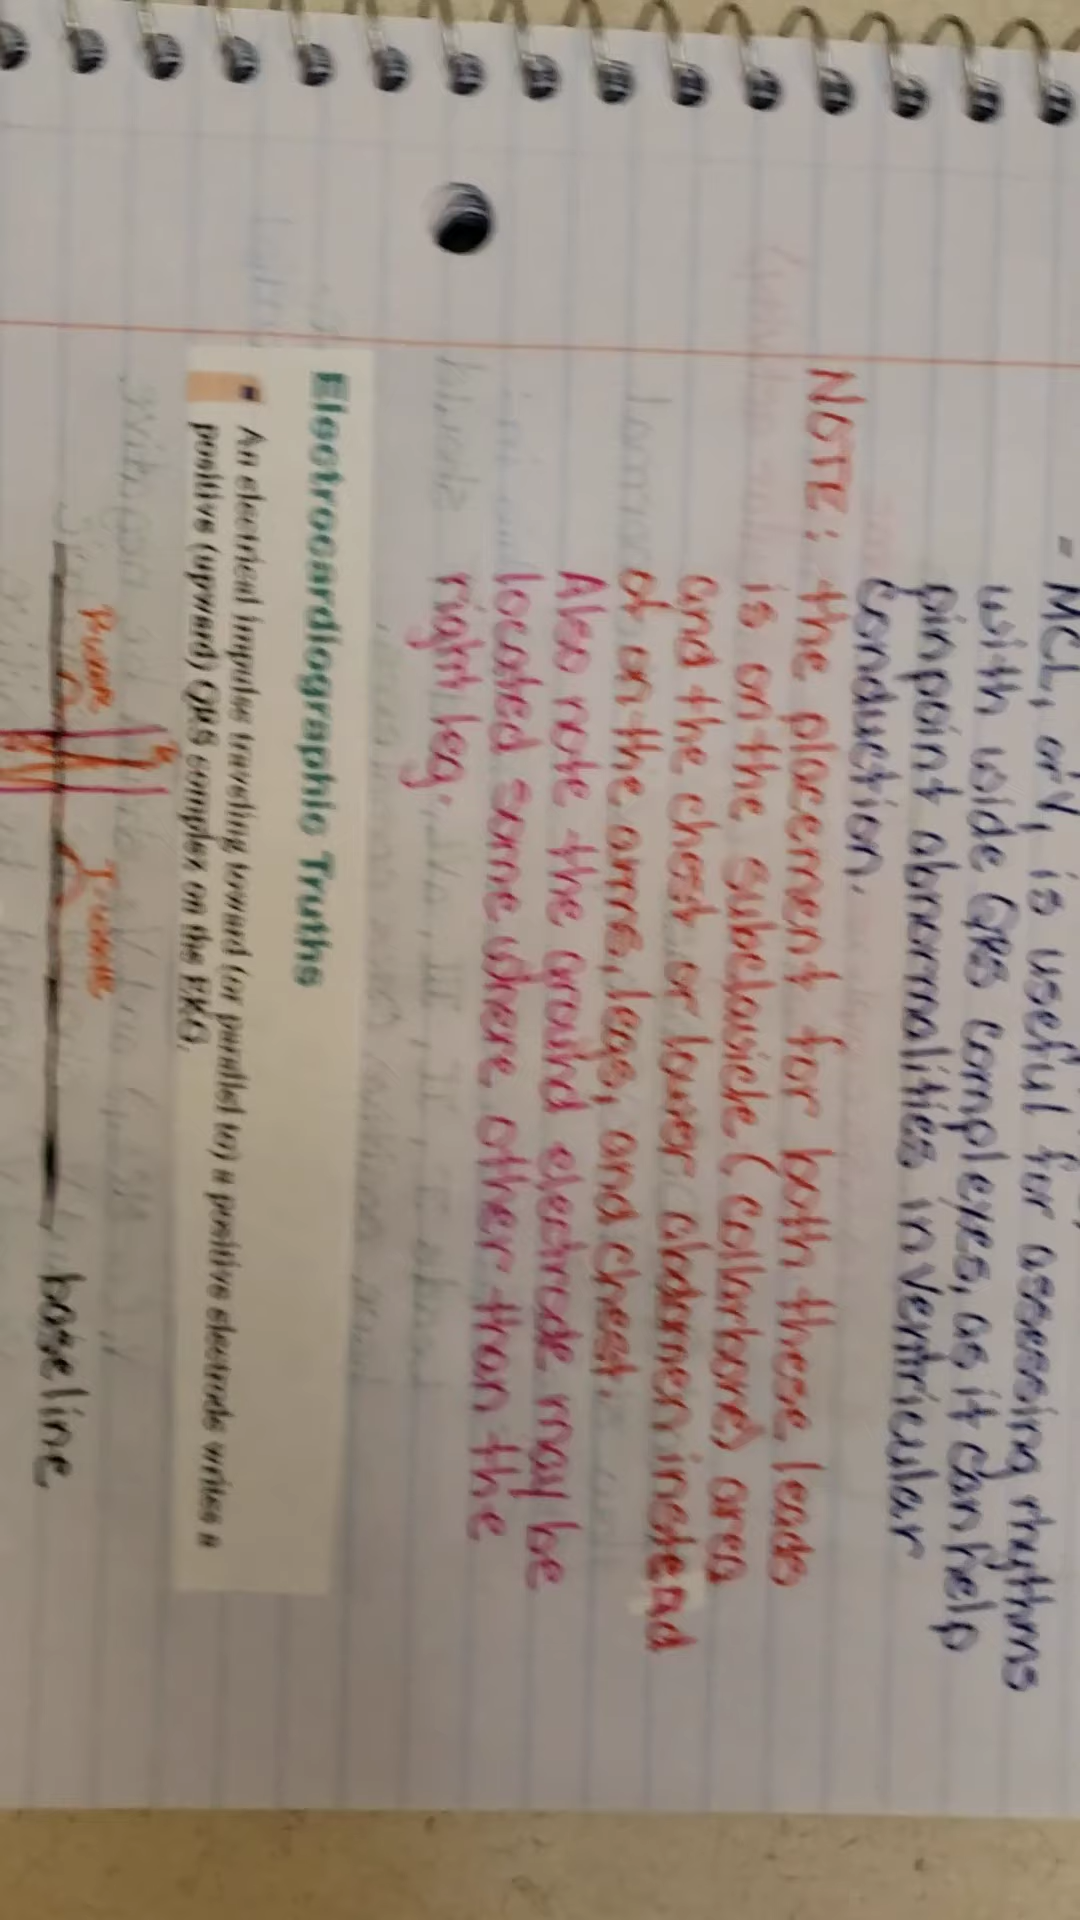 - MCL, or V, is useful for assessing rhythms
with wide QRS complexes, as it can help
pinpoint abnormalities in ventricular
conduction.
NOTE: the placement for both these leads
is on the subclavicle (collarbone) area
and the chest or lower abdomen instead
of on the arms, legs, and chest.
Also note the ground electrode may be
located some where other than the
right leg.
Electrocardiographic Truths
▪ An electrical impulse traveling toward (or parallel to) a positive electrode writes a
positive (upward) QRS complex on the EKG.
P wave T wave
R
baseline